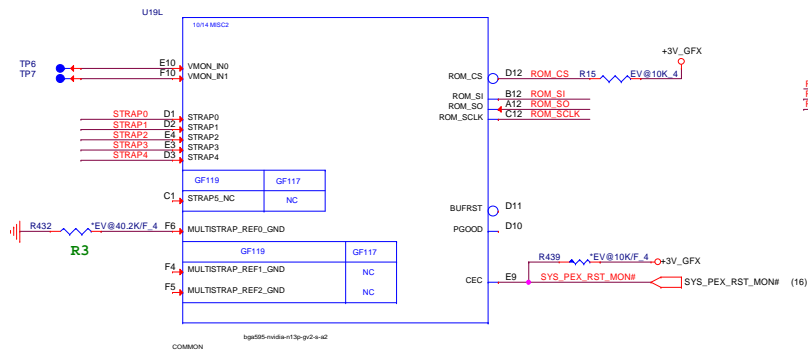 U19L
10/14 MISC2
+3V_GFX
TP6 E10 VMON_IN0
TP7 F10 VMON_IN1
ROM_CS D12 ROM_CS R15 EV@10K_4
ROM_SI B12 ROM_SI
ROM_SO A12 ROM_SO
ROM_SCLK C12 ROM_SCLK
STRAP0 D1 STRAP0
STRAP1 D2 STRAP1
STRAP2 E4 STRAP2
STRAP3 E3 STRAP3
STRAP4 D3 STRAP4
GF119 GF117
C1 STRAP5_NC NC
BUFRST D11
PGOOD D10
R432 *EV@40.2K/F_4 F6 MULTISTRAP_REF0_GND
R3
GF119 GF117
F4 MULTISTRAP_REF1_GND NC
F5 MULTISTRAP_REF2_GND NC
R439 *EV@10K/F_4 +3V_GFX
CEC E9 SYS_PEX_RST_MON# SYS_PEX_RST_MON# (16)
bga595-nvidia-n13p-gv2-s-a2
COMMON